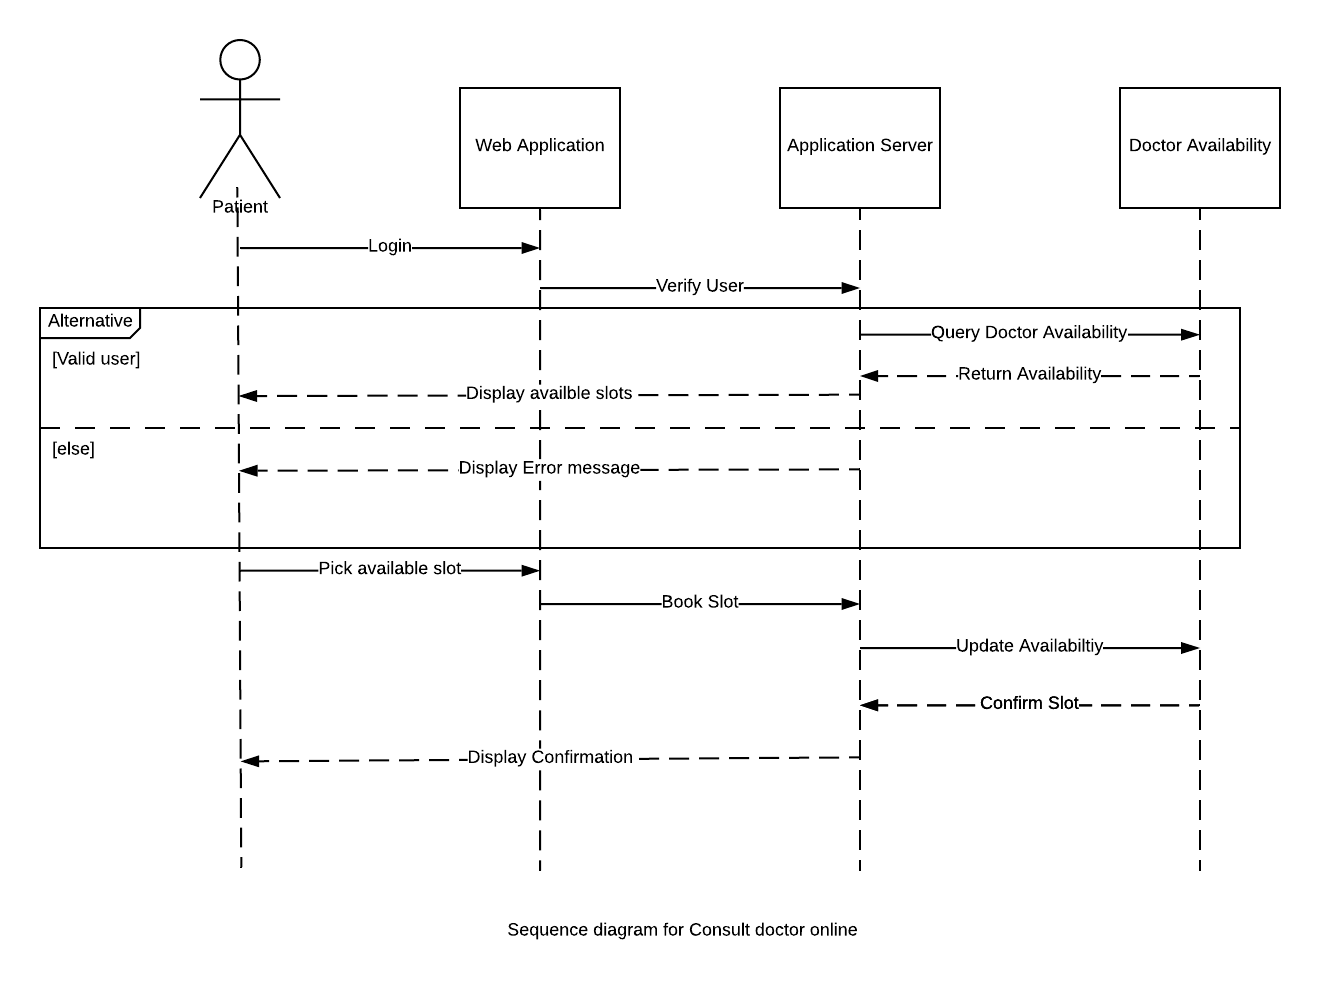 Patient
Web Application
Application Server
Doctor Availability
Login
Verify User
Alternative
[Valid user]
Query Doctor Availability
Return Availability
Display availble slots
[else]
Display Error message
Pick available slot
Book Slot
Update Availabiltiy
Confirm Slot
Display Confirmation
Sequence diagram for Consult doctor online